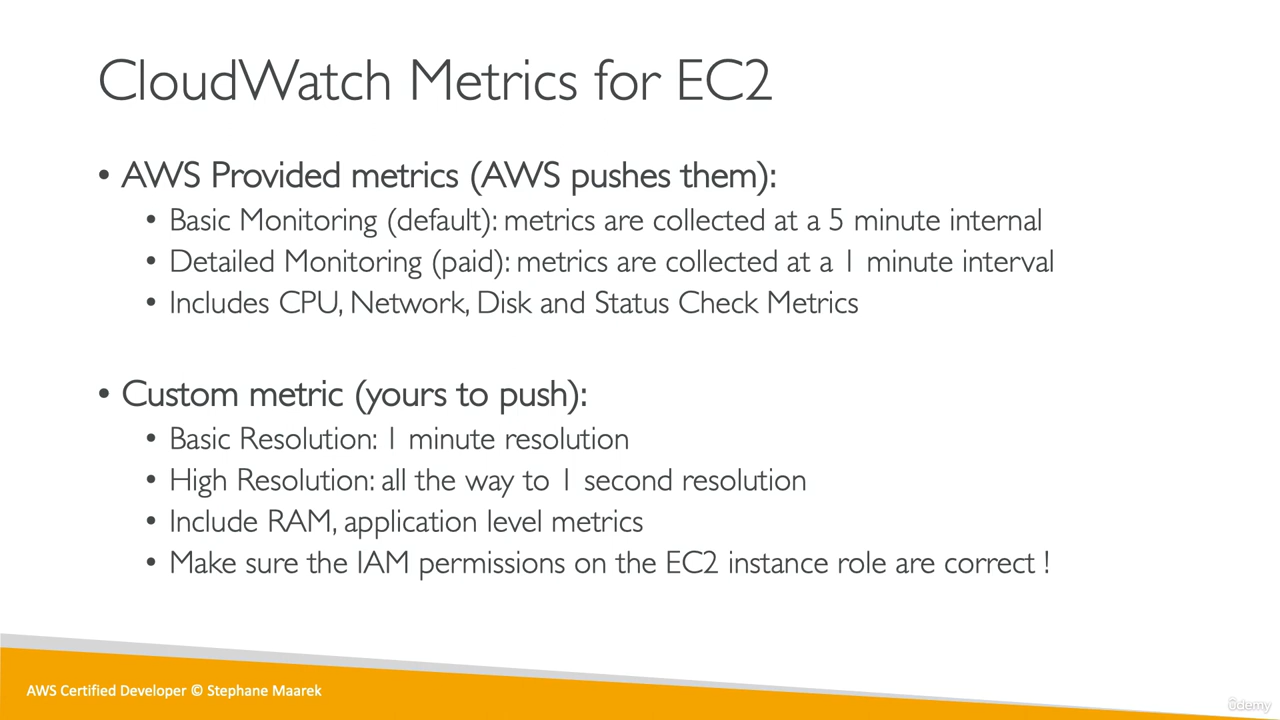 CloudWatch Metrics for EC2
• AWS Provided metrics (AWS pushes them):
• Basic Monitoring (default): metrics are collected at a 5 minute internal
• Detailed Monitoring (paid): metrics are collected at a 1 minute interval
• Includes CPU, Network, Disk and Status Check Metrics
• Custom metric (yours to push):
• Basic Resolution: 1 minute resolution
• High Resolution: all the way to 1 second resolution
• Include RAM, application level metrics
• Make sure the IAM permissions on the EC2 instance role are correct !
AWS Certified Developer © Stephane Maarek
ûdemy